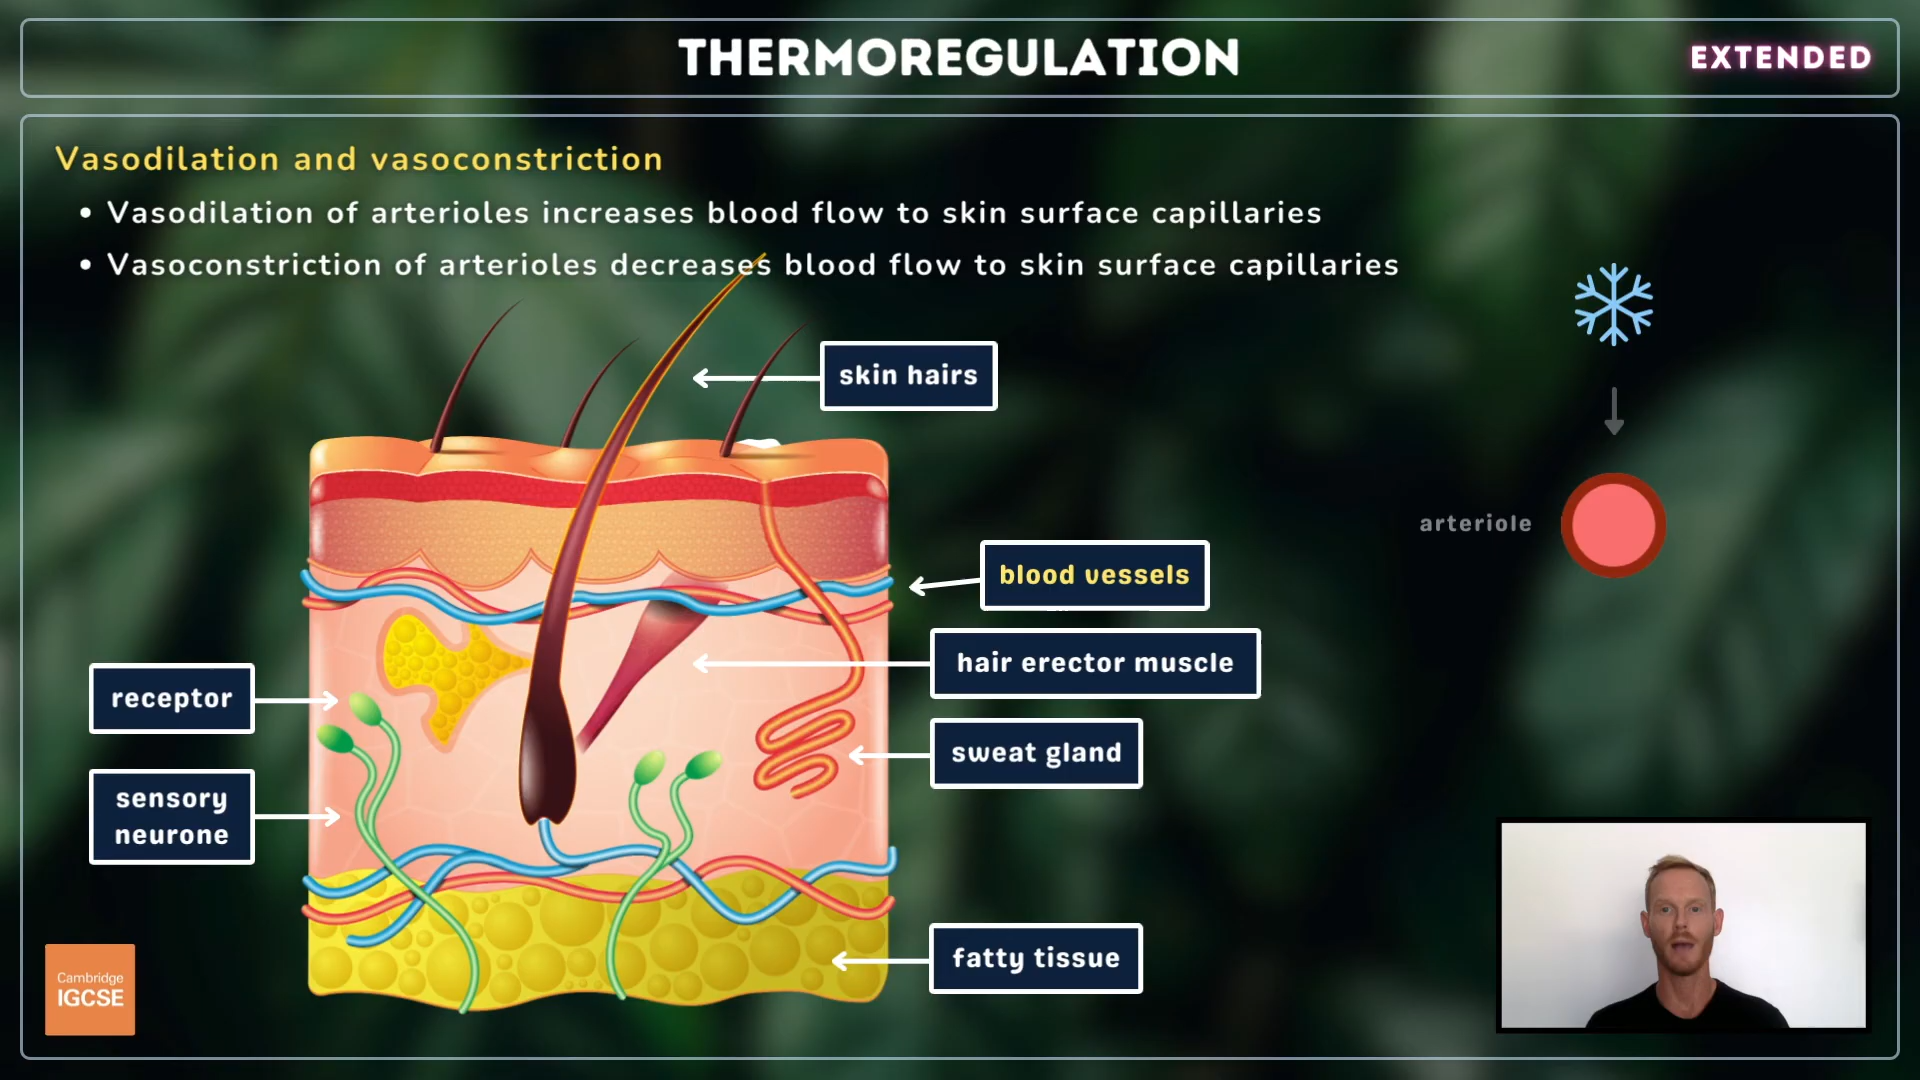 THERMOREGULATION
EXTENDED
Vasodilation and vasoconstriction
• Vasodilation of arterioles increases blood flow to skin surface capillaries
• Vasoconstriction of arterioles decreases blood flow to skin surface capillaries
skin hairs
arteriole
blood vessels
hair erector muscle
receptor
sweat gland
sensory
neurone
fatty tissue
Cambridge
IGCSE